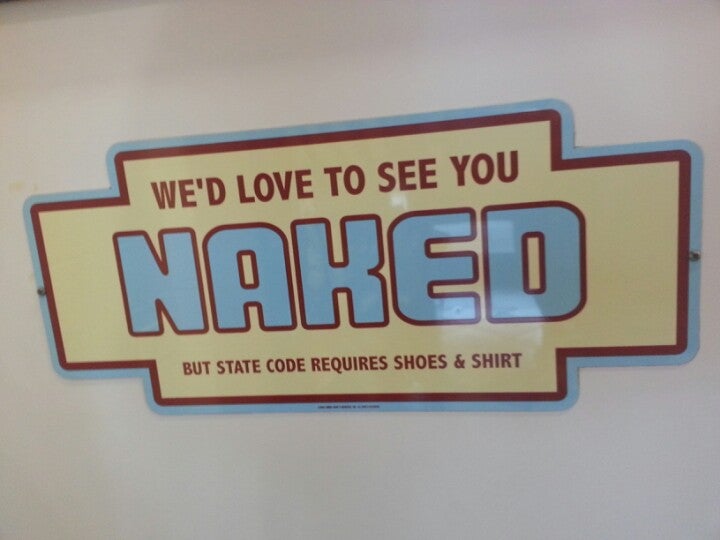 WE'D LOVE TO SEE YOU
NAKED
BUT STATE CODE REQUIRES SHOES & SHIRT